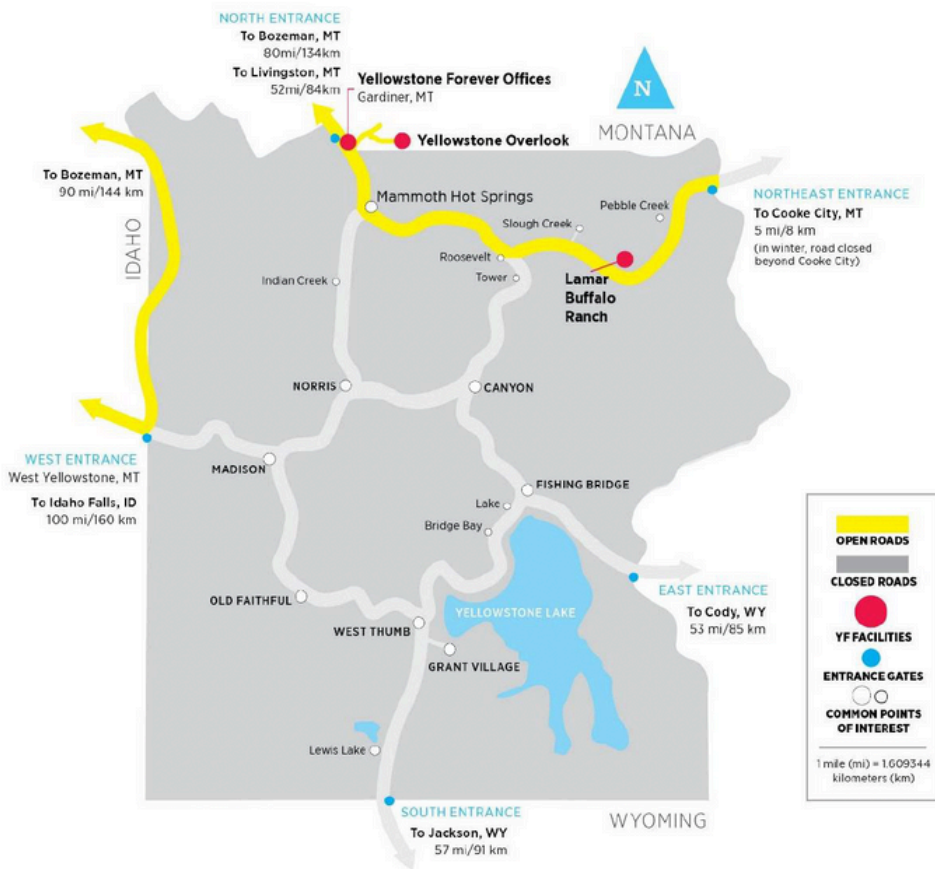 NORTH ENTRANCE
To Bozeman, MT
80mi/134km
To Livingston, MT
52mi/84km
Yellowstone Forever Offices
Gardiner, MT
N
MONTANA
Yellowstone Overlook
To Bozeman, MT
90 mi/144 km
IDAHO
Mammoth Hot Springs
Pebble Creek
Slough Creek
NORTHEAST ENTRANCE
To Cooke City, MT
5 mi/8 km
(in winter, road closed
beyond Cooke City)
Roosevelt
Tower
Indian Creek
Lamar
Buffalo
Ranch
NORRIS
CANYON
WEST ENTRANCE
West Yellowstone, MT
To Idaho Falls, ID
100 mi/160 km
MADISON
FISHING BRIDGE
Lake
Bridge Bay
OLD FAITHFUL
WEST THUMB
YELLOWSTONE LAKE
GRANT VILLAGE
EAST ENTRANCE
To Cody, WY
53 mi/85 km
Lewis Lake
SOUTH ENTRANCE
To Jackson, WY
57 mi/91 km
WYOMING
OPEN ROADS
CLOSED ROADS
YF FACILITIES
ENTRANCE GATES
COMMON POINTS
OF INTEREST
1 mile (mi) = 1.609344
kilometers (km)